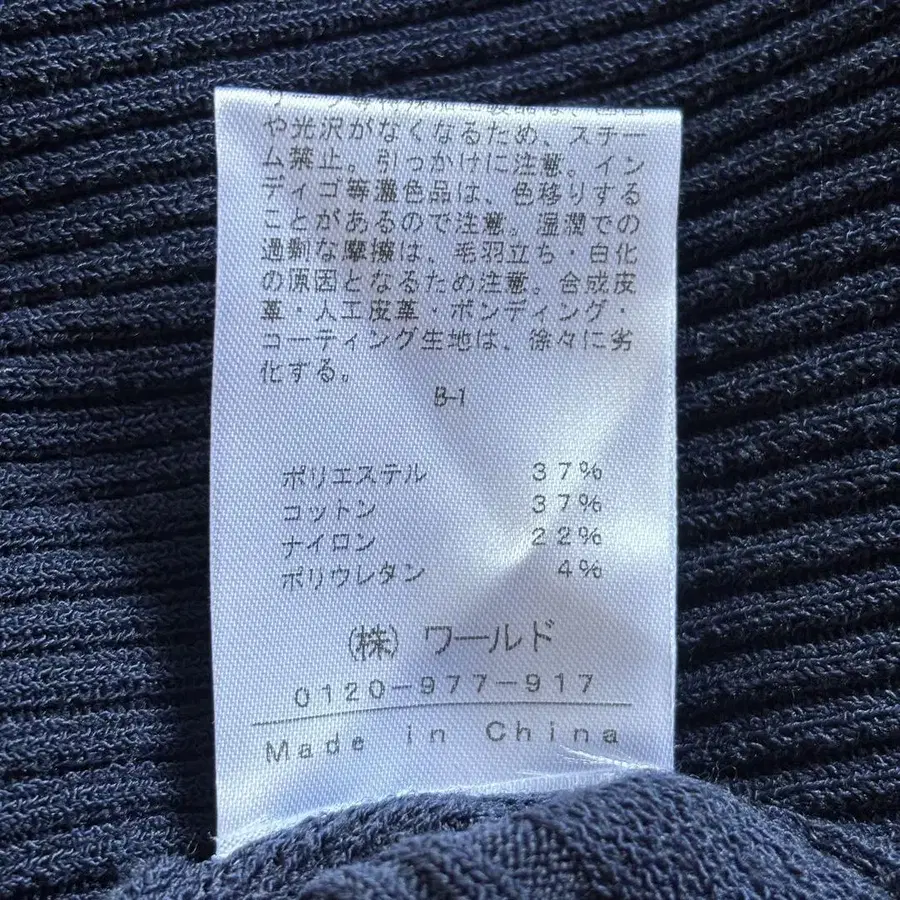 や光沢がなくなるため、スチー
ム禁止。引っかけに注意。イン
ディゴ等濃色品は、色移りする
ことがあるので注意。湿潤での
過剰な摩擦は、毛羽立ち・白化
の原因となるため注意。合成皮
革・人工皮革・ボンディング・
コーティング生地は、徐々に劣
化する。
B-1
ポリエステル 37%
コットン 37%
ナイロン 22%
ポリウレタン 4%
(株) ワールド
0120-977-917
Made in China